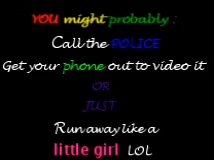 YOU might probably :
Call the POLICE
Get your phone out to video it
OR
JUST
Run away like a
little girl LOL